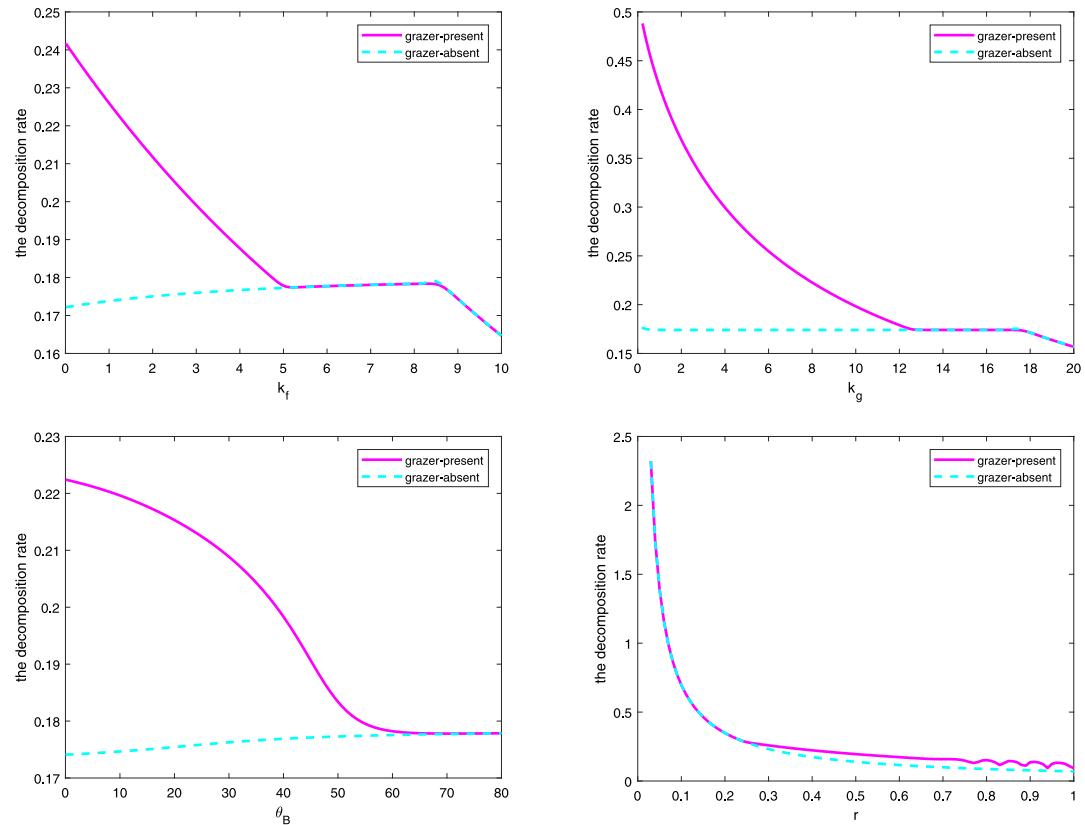 0.25
0.24
0.23
0.22
0.21
0.2
0.19
0.18
0.17
0.16
the decomposition rate
grazer-present
grazer-absent
0 1 2 3 4 5 6 7 8 9 10
k_f
0.5
0.45
0.4
0.35
0.3
0.25
0.2
0.15
the decomposition rate
grazer-present
grazer-absent
0 2 4 6 8 10 12 14 16 18 20
k_g
0.23
0.22
0.21
0.2
0.19
0.18
0.17
the decomposition rate
grazer-present
grazer-absent
0 10 20 30 40 50 60 70 80
θ_B
2.5
2
1.5
1
0.5
0
the decomposition rate
grazer-present
grazer-absent
0 0.1 0.2 0.3 0.4 0.5 0.6 0.7 0.8 0.9 1
r